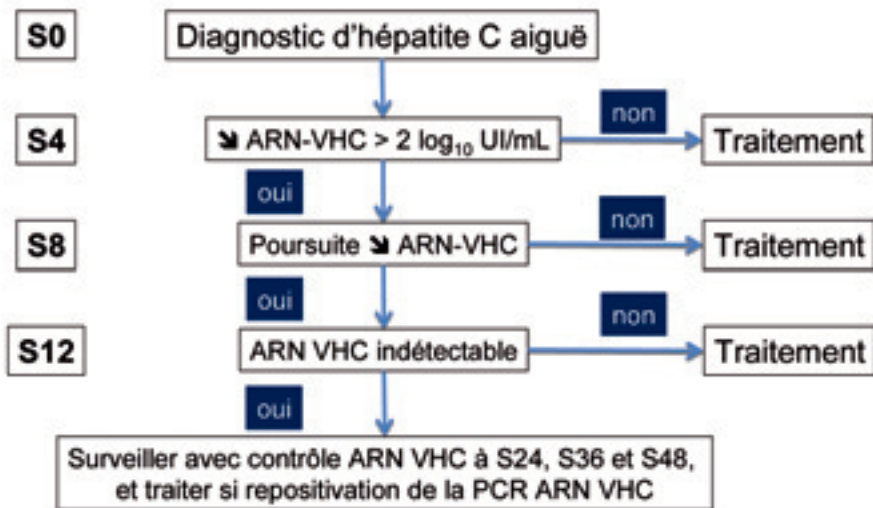 S0
Diagnostic d'hépatite C aiguë
S4
↘ ARN-VHC > 2 log₁₀ UI/mL
non
Traitement
oui
S8
Poursuite ↘ ARN-VHC
non
Traitement
oui
S12
ARN VHC indétectable
non
Traitement
oui
Surveiller avec contrôle ARN VHC à S24, S36 et S48,
et traiter si repositivation de la PCR ARN VHC